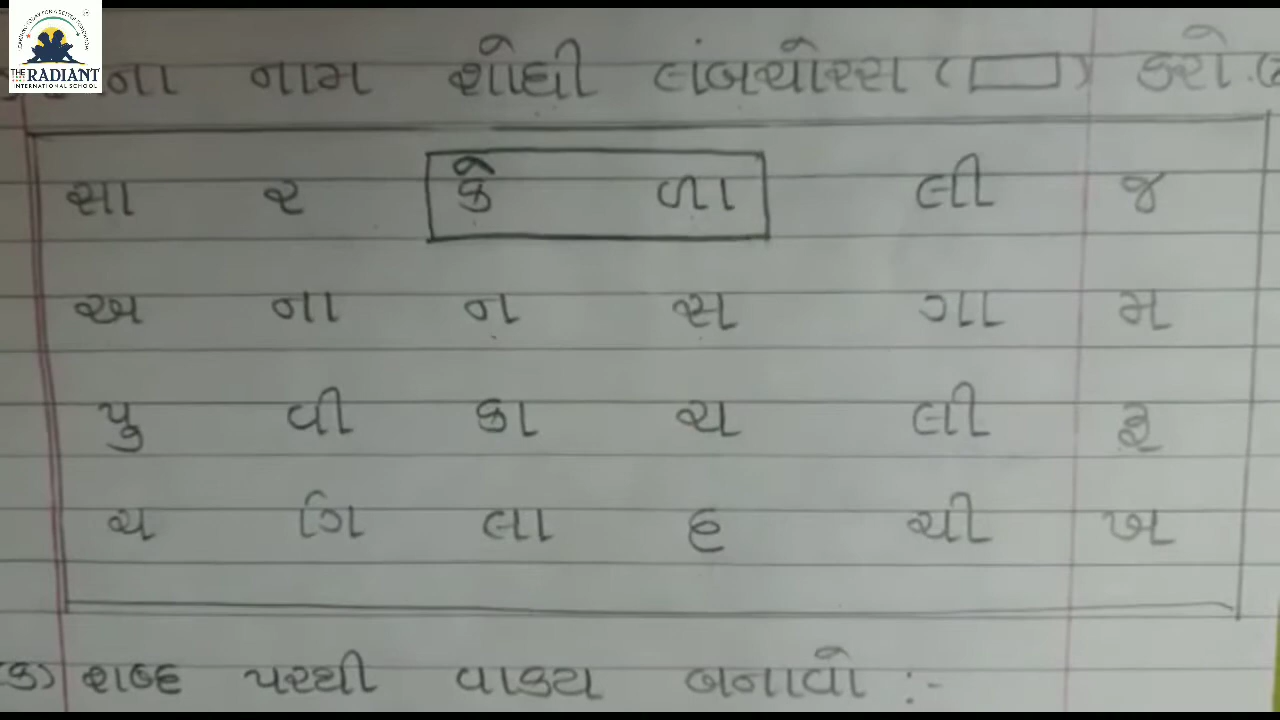 THE RADIANT
INTERNATIONAL SCHOOL
ના નામ શોધી લંબચોરસ ( ) કરો.
સા ર કે ળા લી જ
અ ના ન સ ગા મ
પુ વી કા ચ લી ફ
ચ ગિ લા હ ચી ખ
ક) શબ્દ પરથી વાક્ય બનાવો :-